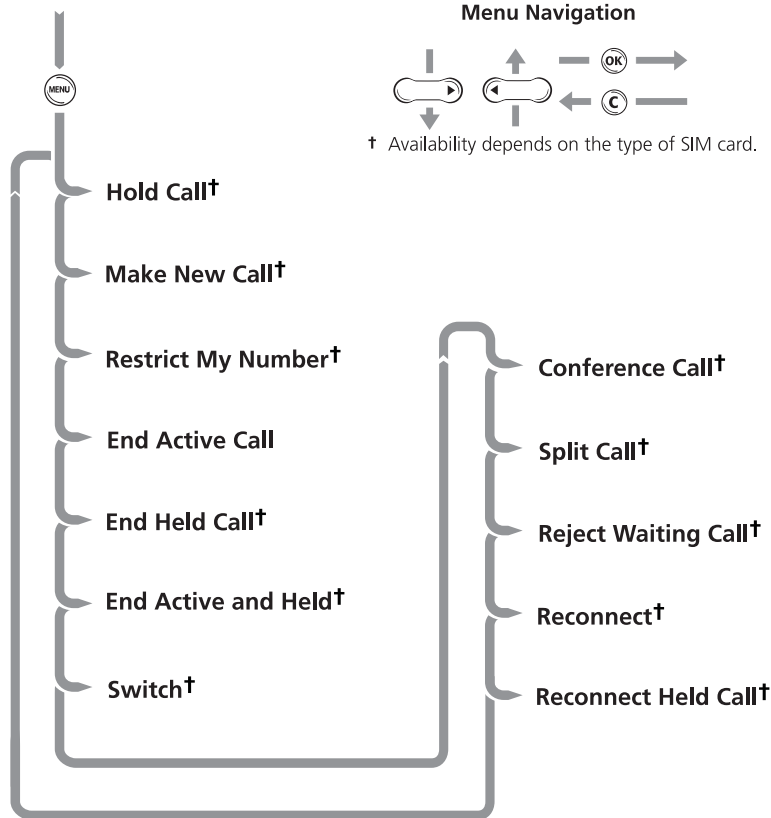 Menu Navigation
MENU
OK
C
† Availability depends on the type of SIM card.
Hold Call†
Make New Call†
Restrict My Number†
End Active Call
End Held Call†
End Active and Held†
Switch†
Conference Call†
Split Call†
Reject Waiting Call†
Reconnect†
Reconnect Held Call†